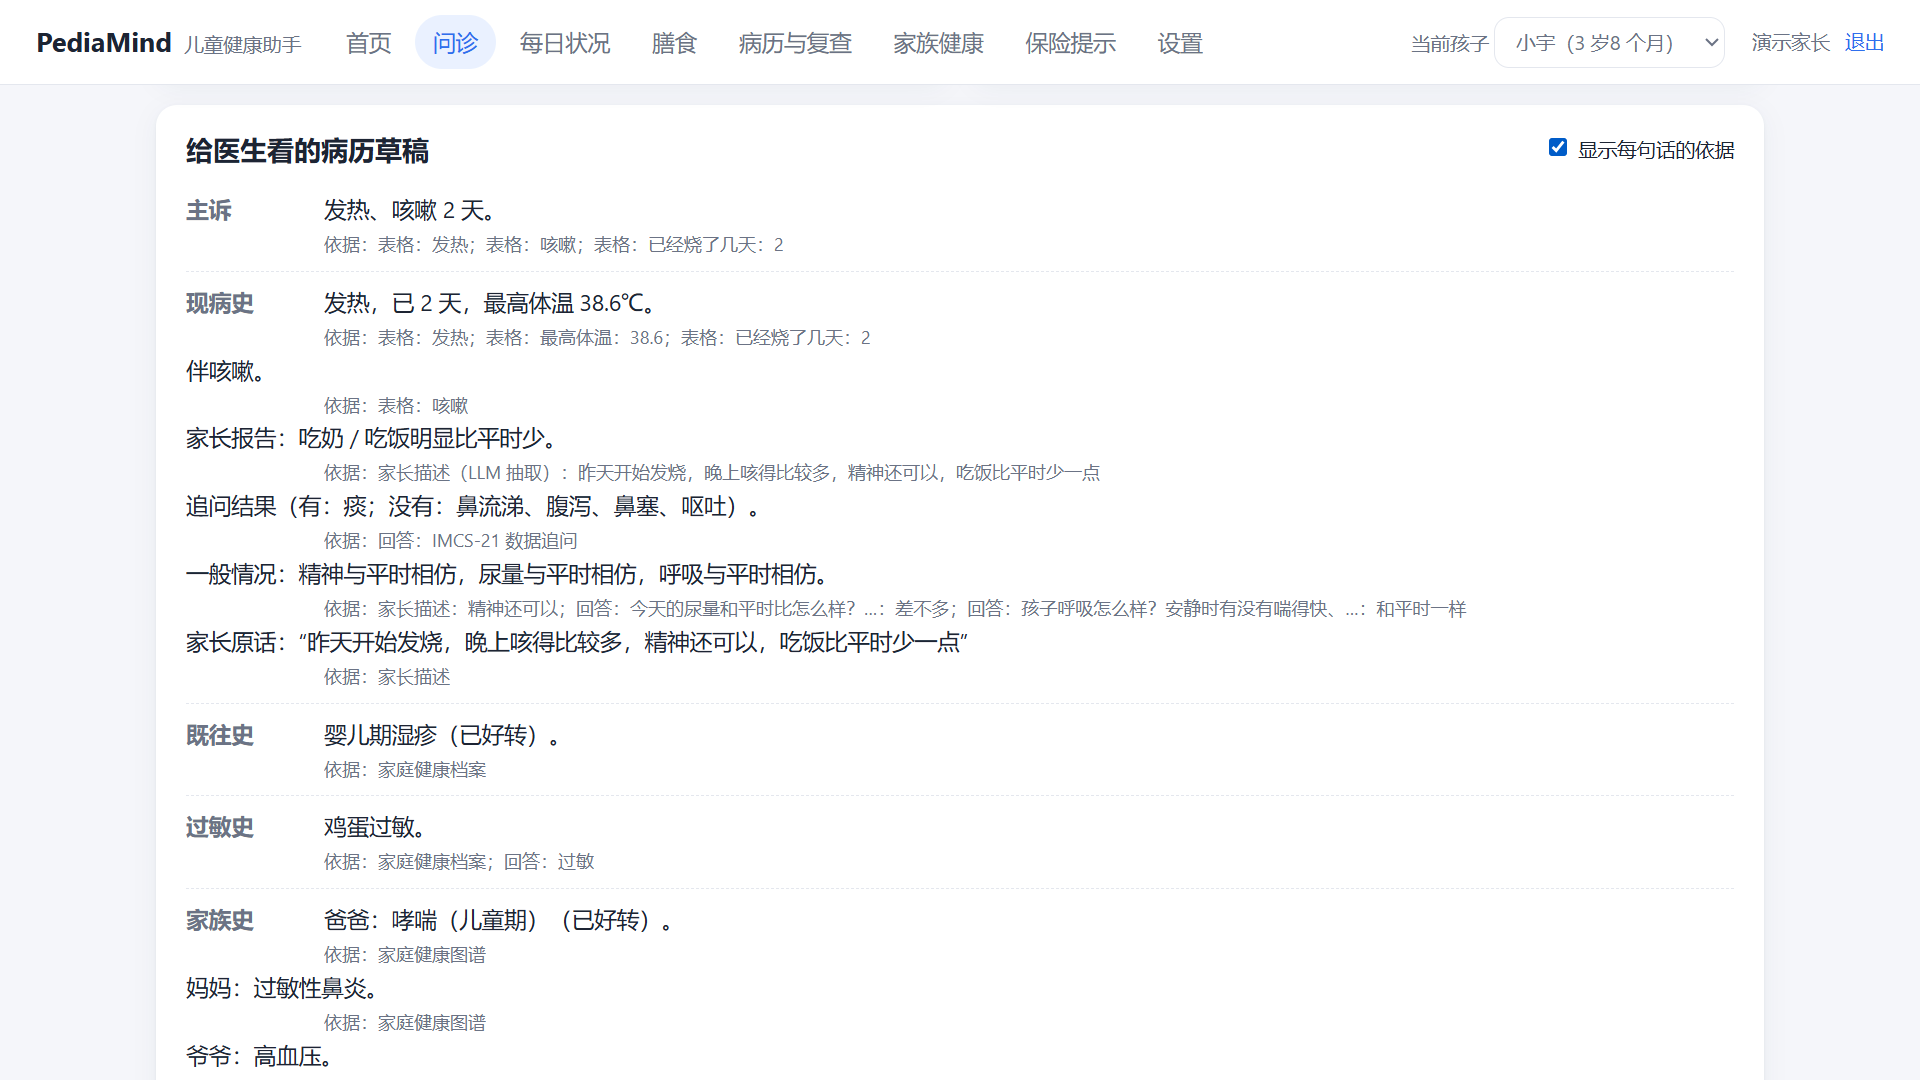 PediaMind 儿童健康助手 首页 问诊 每日状况 膳食 病历与复查 家族健康 保险提示 设置 当前孩子 小宇（3 岁8 个月） 演示家长 退出
给医生看的病历草稿 显示每句话的依据
主诉 发热、咳嗽 2 天。
依据：表格：发热；表格：咳嗽；表格：已经烧了几天：2
现病史 发热，已 2 天，最高体温 38.6℃。
依据：表格：发热；表格：最高体温：38.6；表格：已经烧了几天：2
伴咳嗽。
依据：表格：咳嗽
家长报告：吃奶 / 吃饭明显比平时少。
依据：家长描述（LLM 抽取）：昨天开始发烧，晚上咳得比较多，精神还可以，吃饭比平时少一点
追问结果（有：痰；没有：鼻流涕、腹泻、鼻塞、呕吐）。
依据：回答：IMCS-21 数据追问
一般情况：精神与平时相仿，尿量与平时相仿，呼吸与平时相仿。
依据：家长描述：精神还可以；回答：今天的尿量和平时比怎么样？…：差不多；回答：孩子呼吸怎么样？安静时有没有喘得快、…：和平时一样
家长原话：“昨天开始发烧，晚上咳得比较多，精神还可以，吃饭比平时少一点”
依据：家长描述
既往史 婴儿期湿疹（已好转）。
依据：家庭健康档案
过敏史 鸡蛋过敏。
依据：家庭健康档案；回答：过敏
家族史 爸爸：哮喘（儿童期）（已好转）。
依据：家庭健康图谱
妈妈：过敏性鼻炎。
依据：家庭健康图谱
爷爷：高血压。